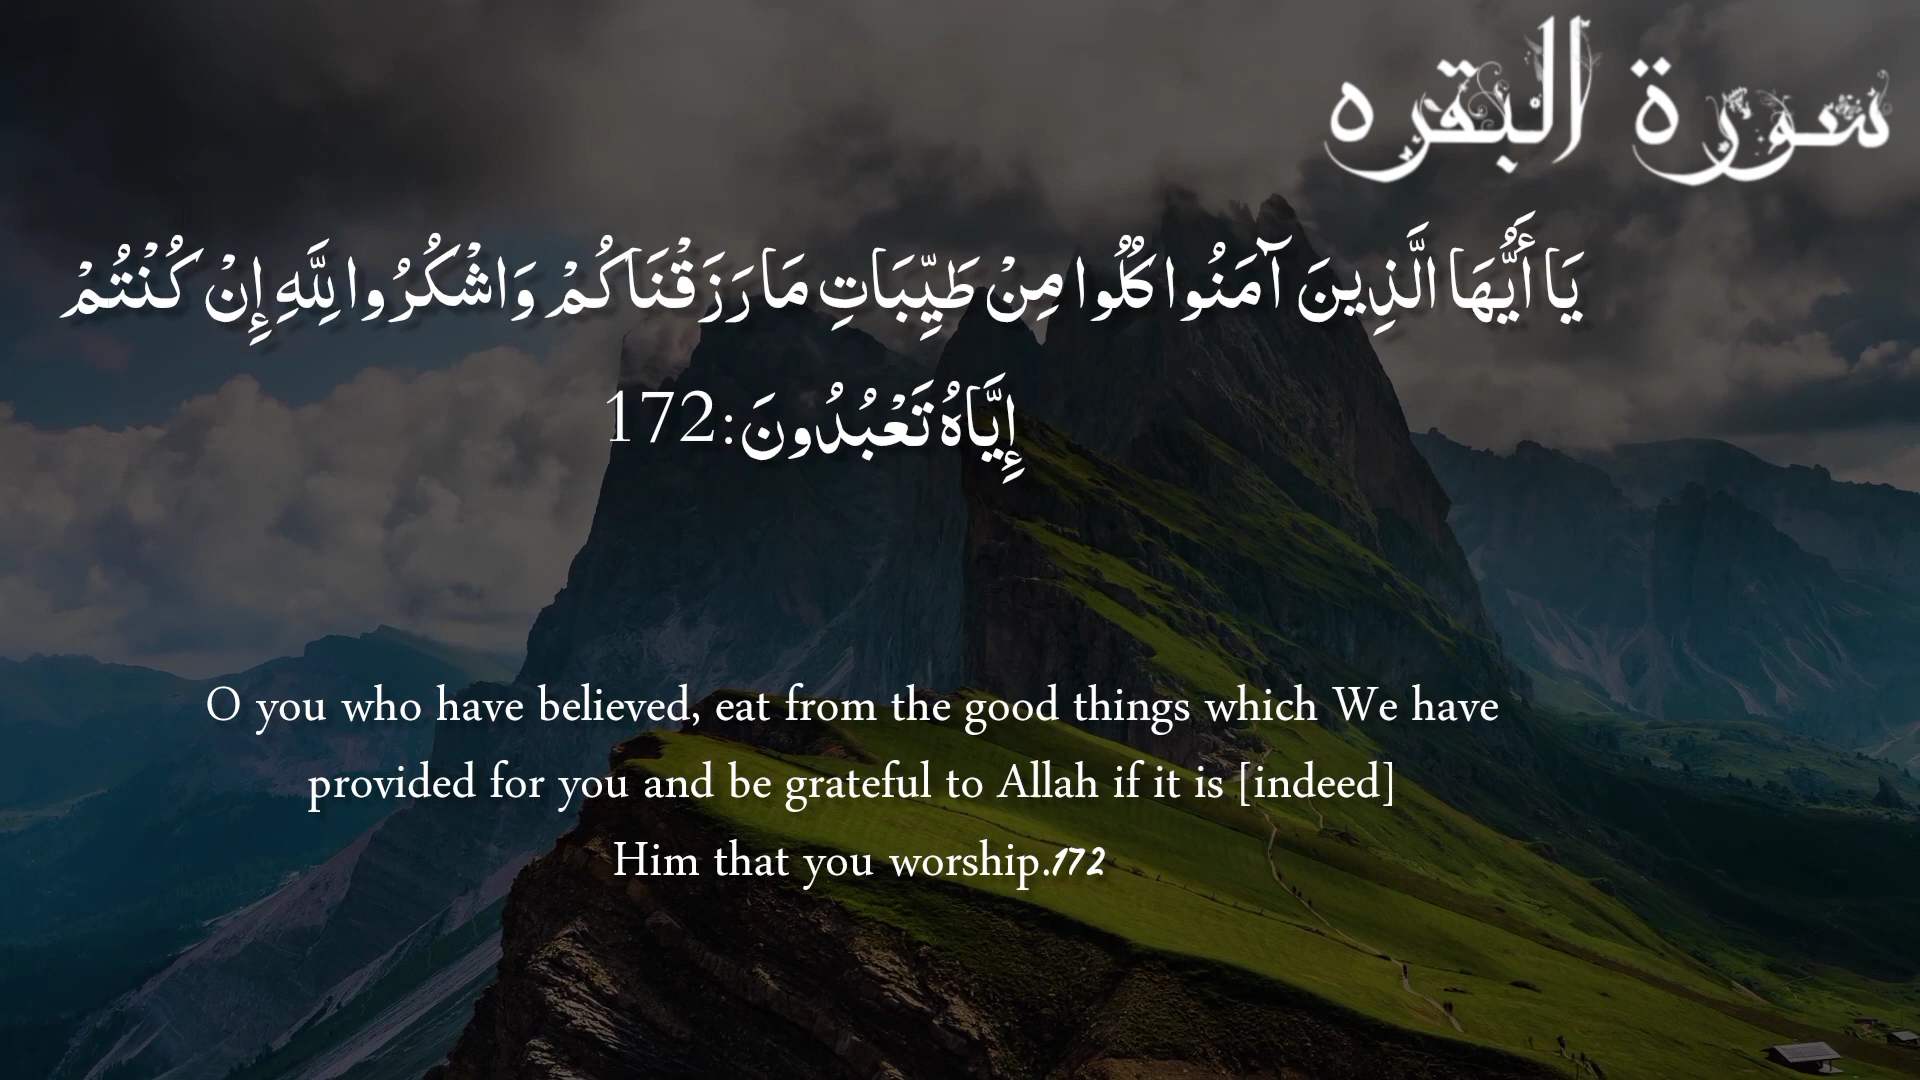 سورة البقره
يَا أَيُّهَا الَّذِينَ آمَنُوا كُلُوا مِنْ طَيِّبَاتِ مَا رَزَقْنَاكُمْ وَاشْكُرُوا لِلَّهِ إِنْ كُنْتُمْ
إِيَّاهُ تَعْبُدُونَ:172
O you who have believed, eat from the good things which We have
provided for you and be grateful to Allah if it is [indeed]
Him that you worship.172